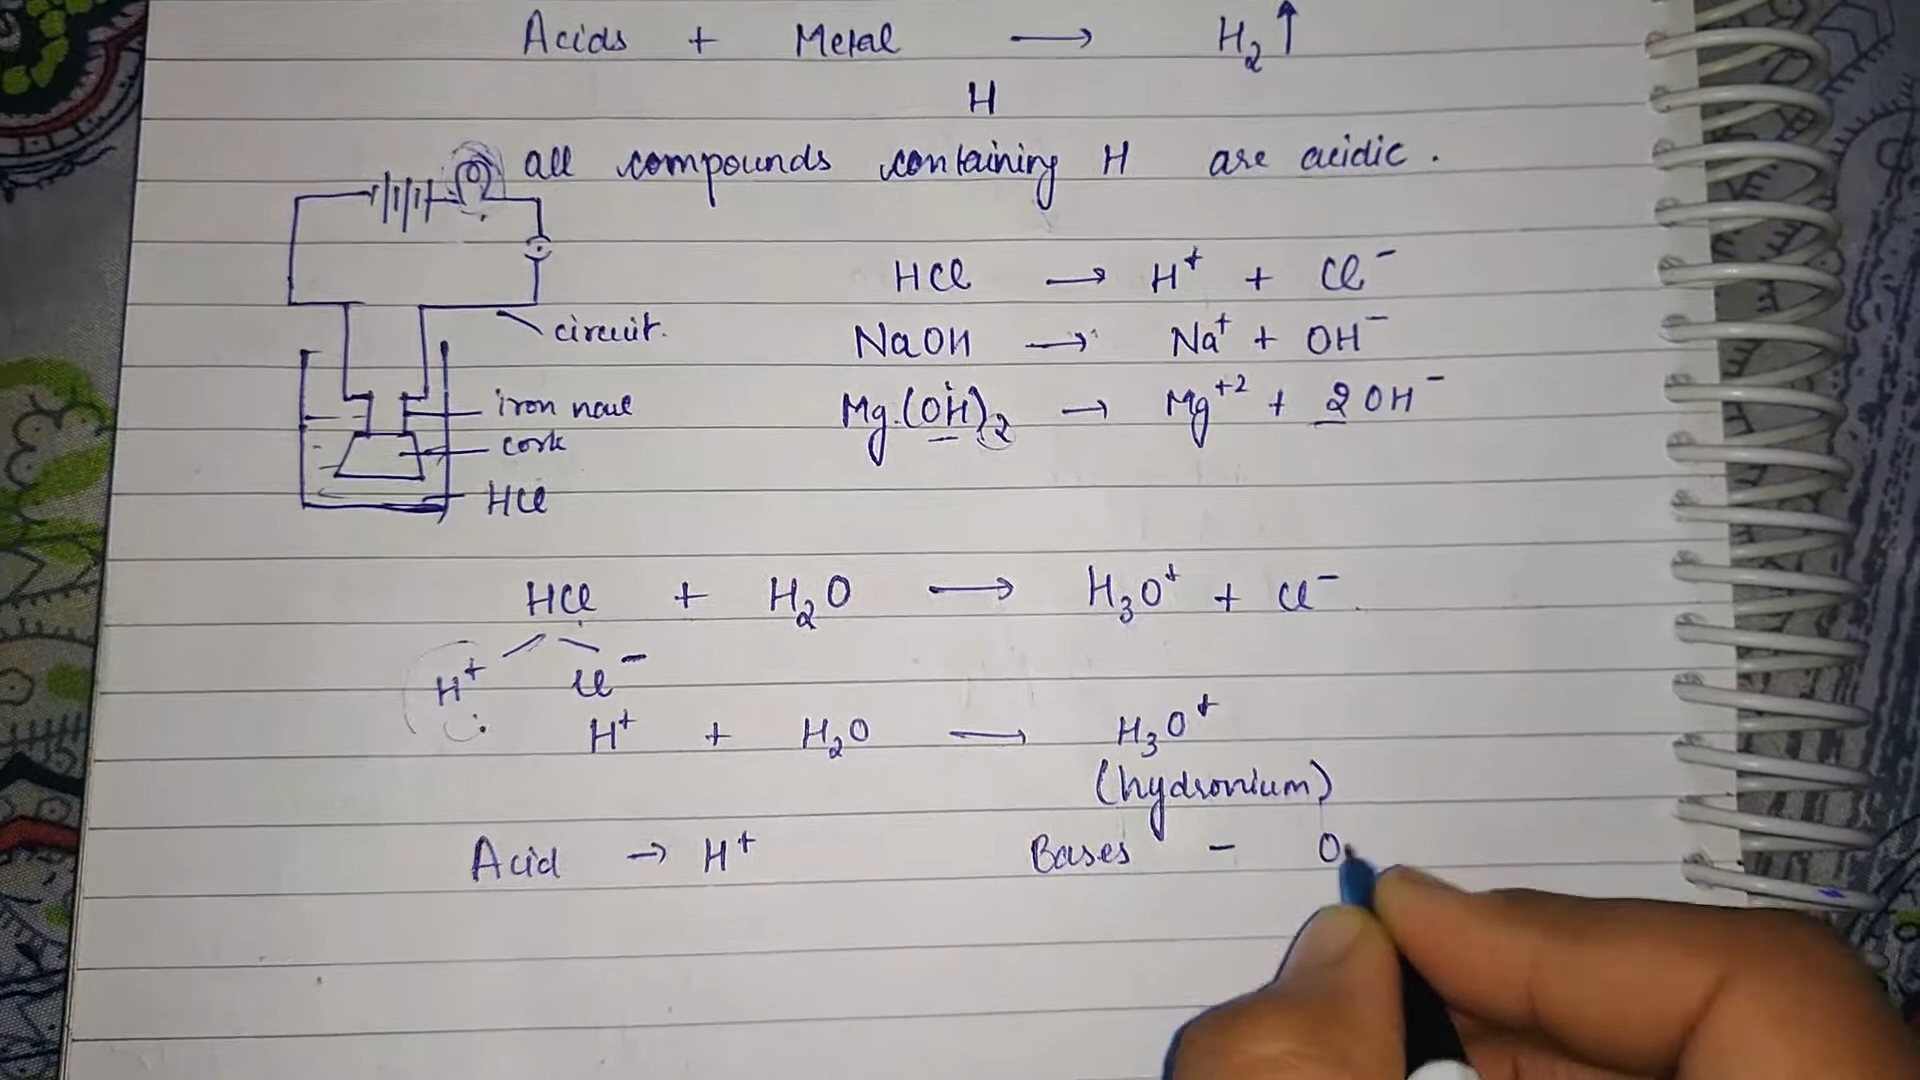 Acids + Metal → H₂↑
H
all compounds containing H are acidic.
HCl → H⁺ + Cl⁻
circuit.
NaOH → Na⁺ + OH⁻
iron nail
Mg.(OH)₂ → Mg⁺² + 2OH⁻
cork
HCl
HCl + H₂O → H₃O⁺ + Cl⁻.
H⁺ Cl⁻
H⁺ + H₂O → H₃O⁺
(hydronium)
Acid → H⁺ Bases - O